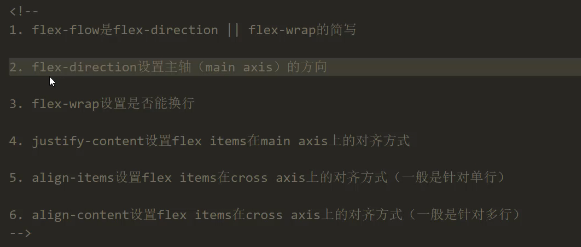 <!--
1. flex-flow是flex-direction || flex-wrap的简写
2. flex-direction设置主轴（main axis）的方向
3. flex-wrap设置是否能换行
4. justify-content设置flex items在main axis上的对齐方式
5. align-items设置flex items在cross axis上的对齐方式（一般是针对单行）
6. align-content设置flex items在cross axis上的对齐方式（一般是针对多行）
-->